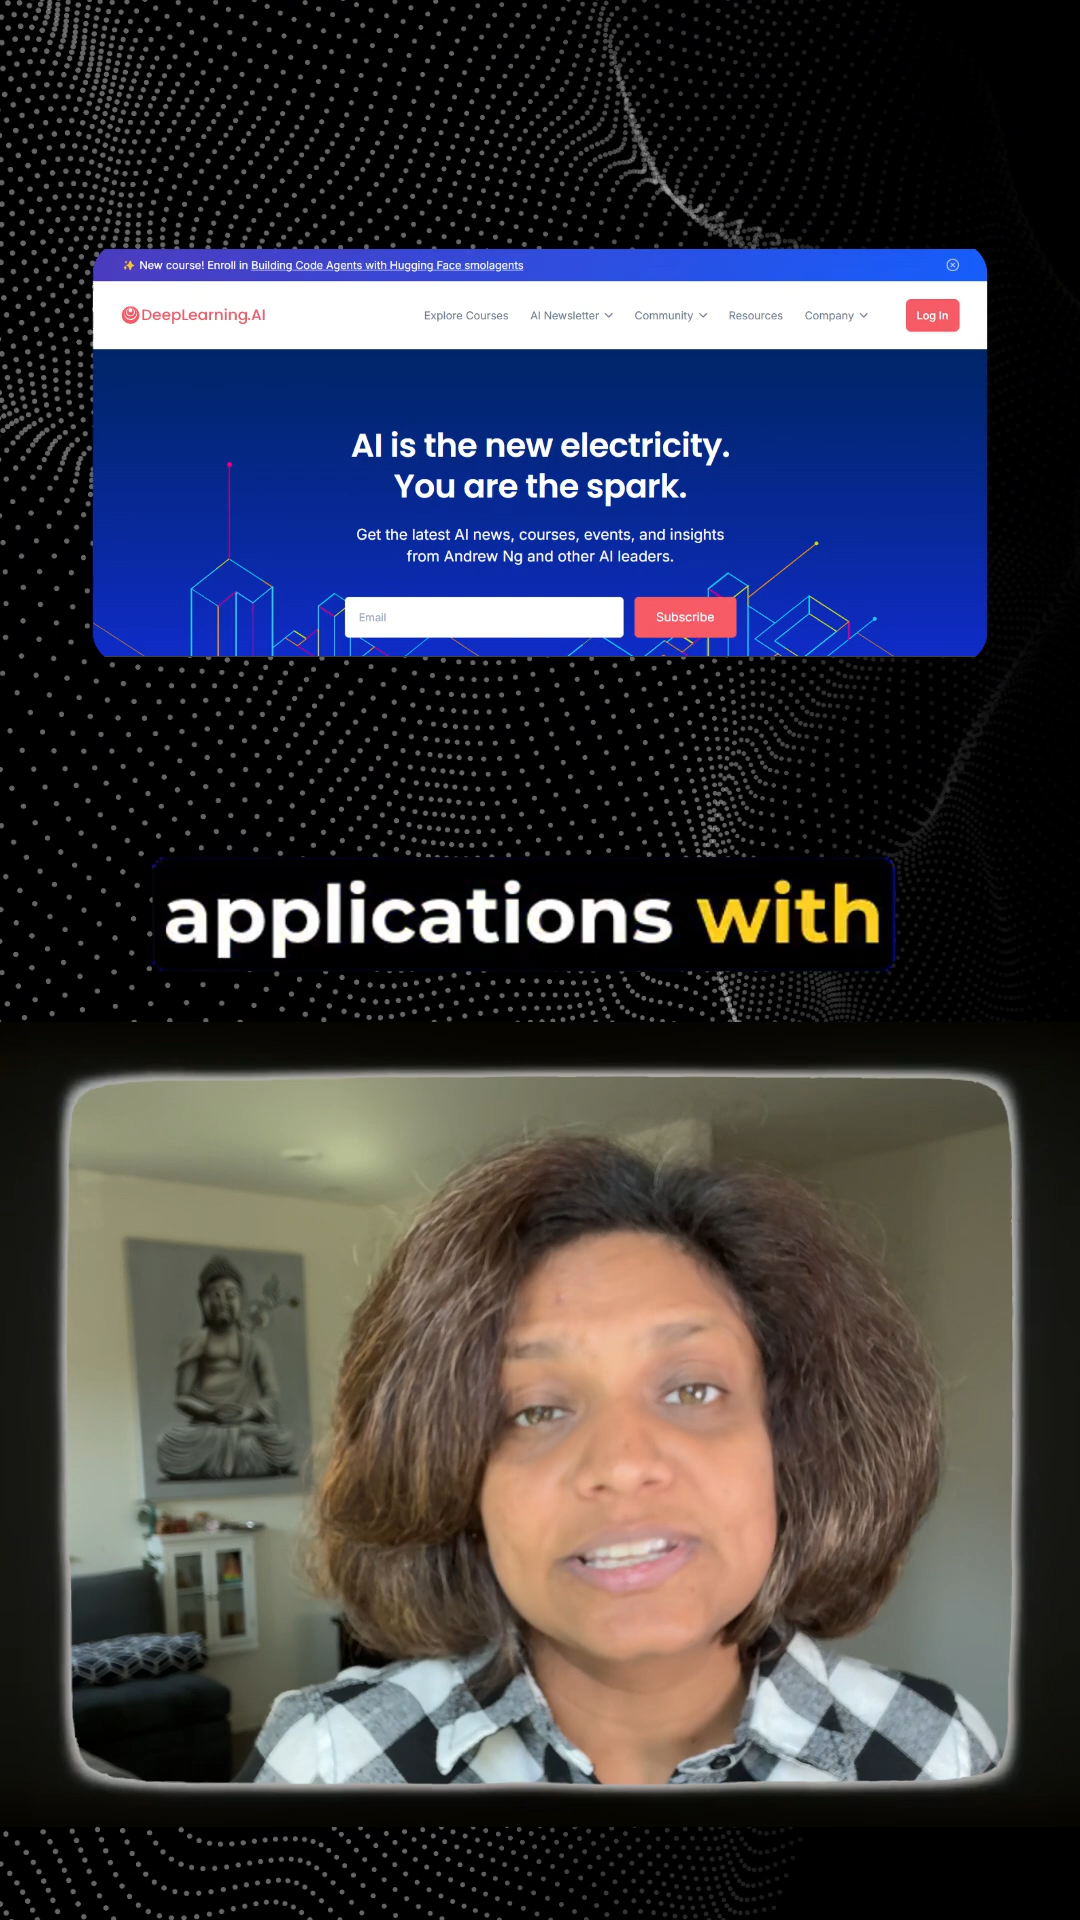 ✨ New course! Enroll in Building Code Agents with Hugging Face smolagents
DeepLearning.AI
Explore Courses
AI Newsletter
Community
Resources
Company
Log In
AI is the new electricity.
You are the spark.
Get the latest AI news, courses, events, and insights
from Andrew Ng and other AI leaders.
Email
Subscribe
applications with